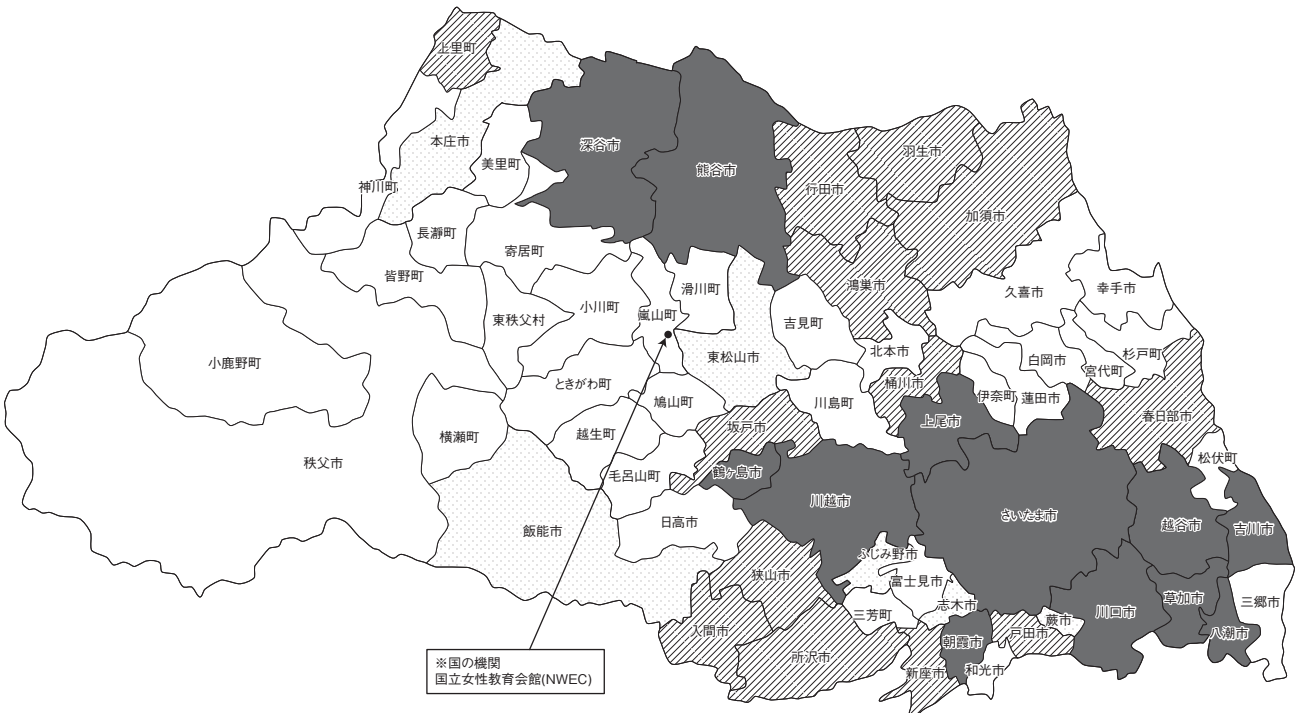 上里町
本庄市
美里町
神川町
深谷市
熊谷市
行田市
羽生市
加須市
長瀞町
寄居町
皆野町
東秩父村
小川町
嵐山町
滑川町
吉見町
鴻巣市
久喜市
幸手市
小鹿野町
東松山市
北本市
白岡市
杉戸町
宮代町
ときがわ町
桶川市
伊奈町
蓮田市
春日部市
鳩山町
川島町
上尾市
横瀬町
越生町
坂戸市
松伏町
秩父市
毛呂山町
鶴ヶ島市
川越市
さいたま市
越谷市
吉川市
飯能市
日高市
ふじみ野市
狭山市
富士見市
志木市
三芳町
草加市
三郷市
川口市
蕨市
戸田市
八潮市
入間市
所沢市
朝霞市
新座市
和光市
※国の機関
国立女性教育会館(NWEC)